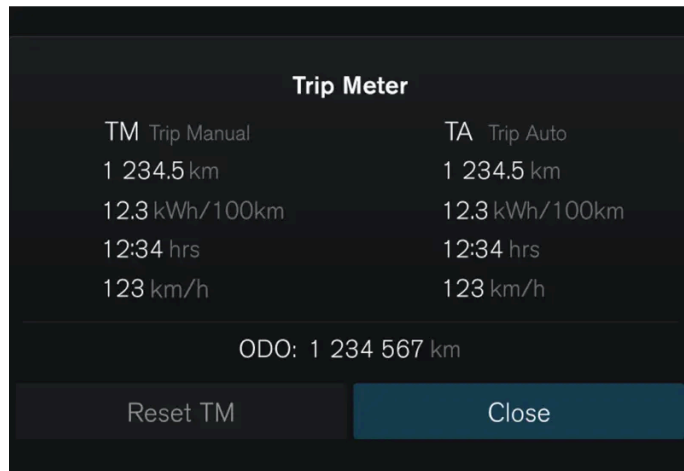 Trip Meter
TM Trip Manual
TA Trip Auto
1 234.5 km
1 234.5 km
12.3 kWh/100km
12.3 kWh/100km
12:34 hrs
12:34 hrs
123 km/h
123 km/h
ODO: 1 234 567 km
Reset TM
Close